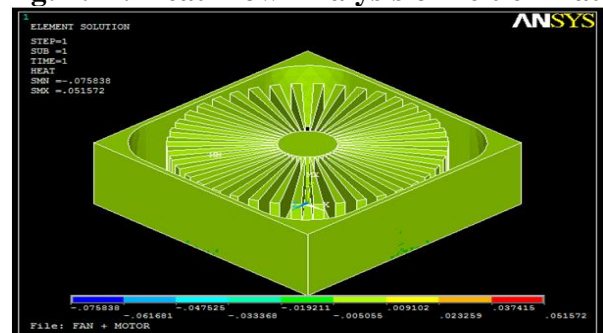 1
ANSYS
ELEMENT SOLUTION
STEP=1
SUB =1
TIME=1
HEAT
SMN =-.075838
SMX =.051572
MN
MX
X
-.075838 -.047525 -.019211 .009102 .037415
-.061681 -.033368 -.005055 .023259 .051572
File: FAN + MOTOR